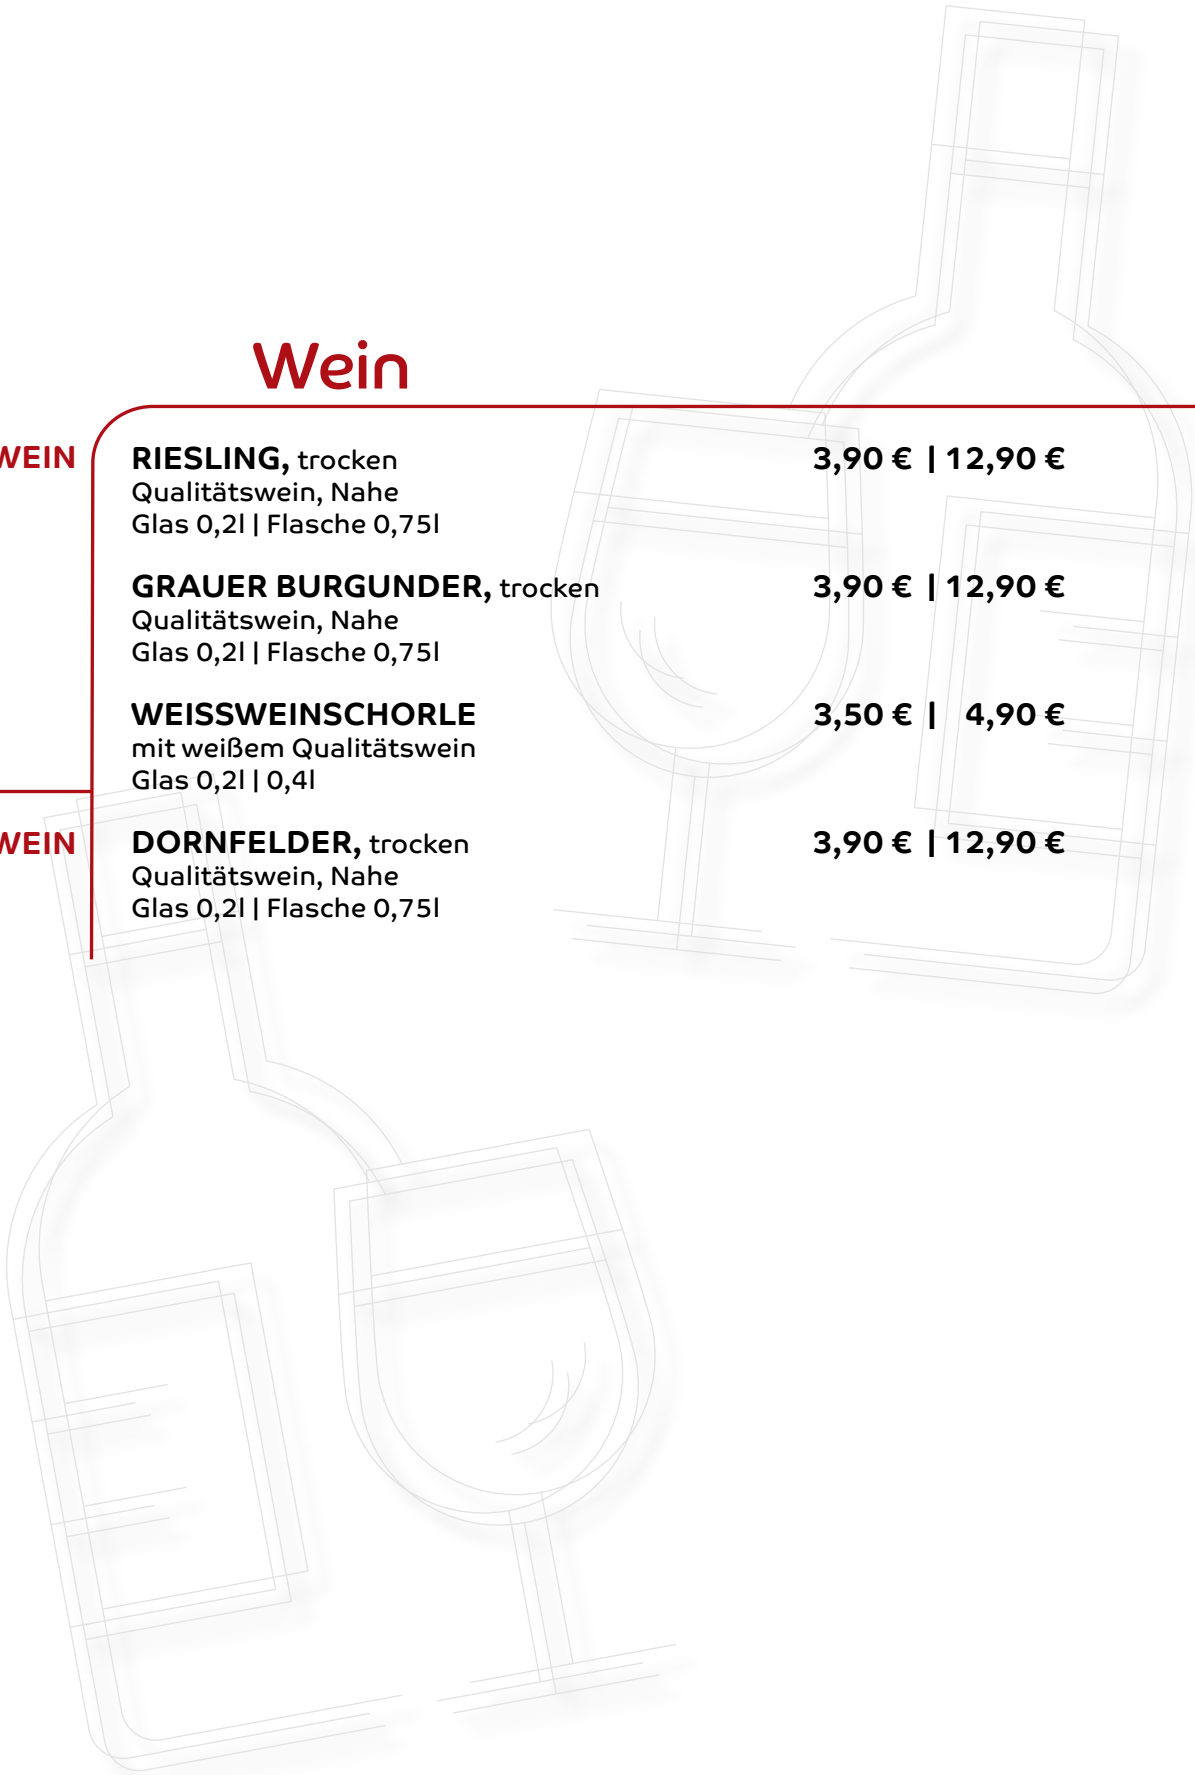 Wein
WEIN
RIESLING, trocken 3,90 € | 12,90 €
Qualitätswein, Nahe
Glas 0,2l | Flasche 0,75l
GRAUER BURGUNDER, trocken 3,90 € | 12,90 €
Qualitätswein, Nahe
Glas 0,2l | Flasche 0,75l
WEISSWEINSCHORLE 3,50 € | 4,90 €
mit weißem Qualitätswein
Glas 0,2l | 0,4l
WEIN
DORNFELDER, trocken 3,90 € | 12,90 €
Qualitätswein, Nahe
Glas 0,2l | Flasche 0,75l